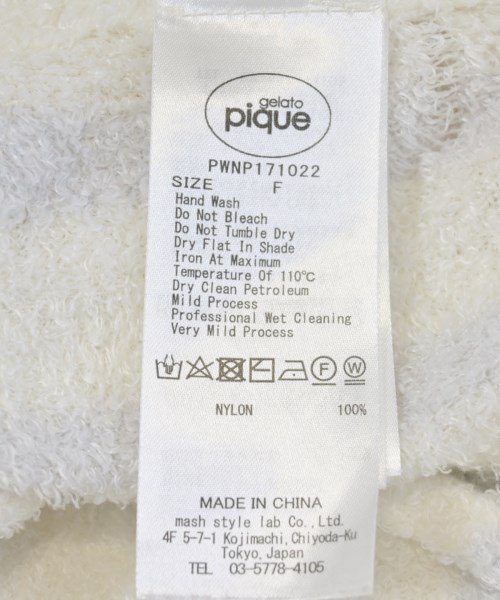 gelato
pique
PWNP171022
SIZE F
Hand Wash
Do Not Bleach
Do Not Tumble Dry
Dry Flat In Shade
Iron At Maximum
Temperature Of 110℃
Dry Clean Petroleum
Mild Process
Professional Wet Cleaning
Very Mild Process
F W
NYLON 100%
MADE IN CHINA
mash style lab Co.,Ltd.
4F 5-7-1 Kojimachi,Chiyoda-Ku
Tokyo,Japan
TEL 03-5778-4105